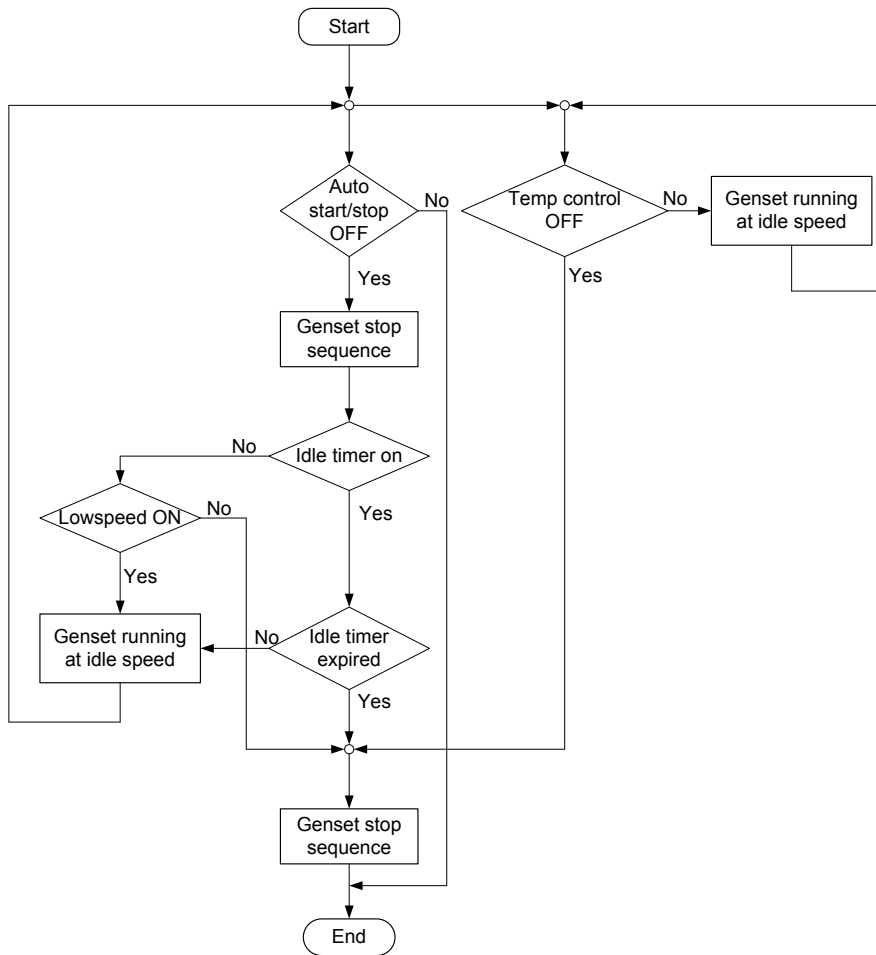 Start
Auto
start/stop
OFF
No
Yes
Temp control
OFF
No
Yes
Genset running
at idle speed
Genset stop
sequence
Idle timer on
No
Yes
Lowspeed ON
No
Yes
Genset running
at idle speed
Idle timer
expired
No
Yes
Genset stop
sequence
End